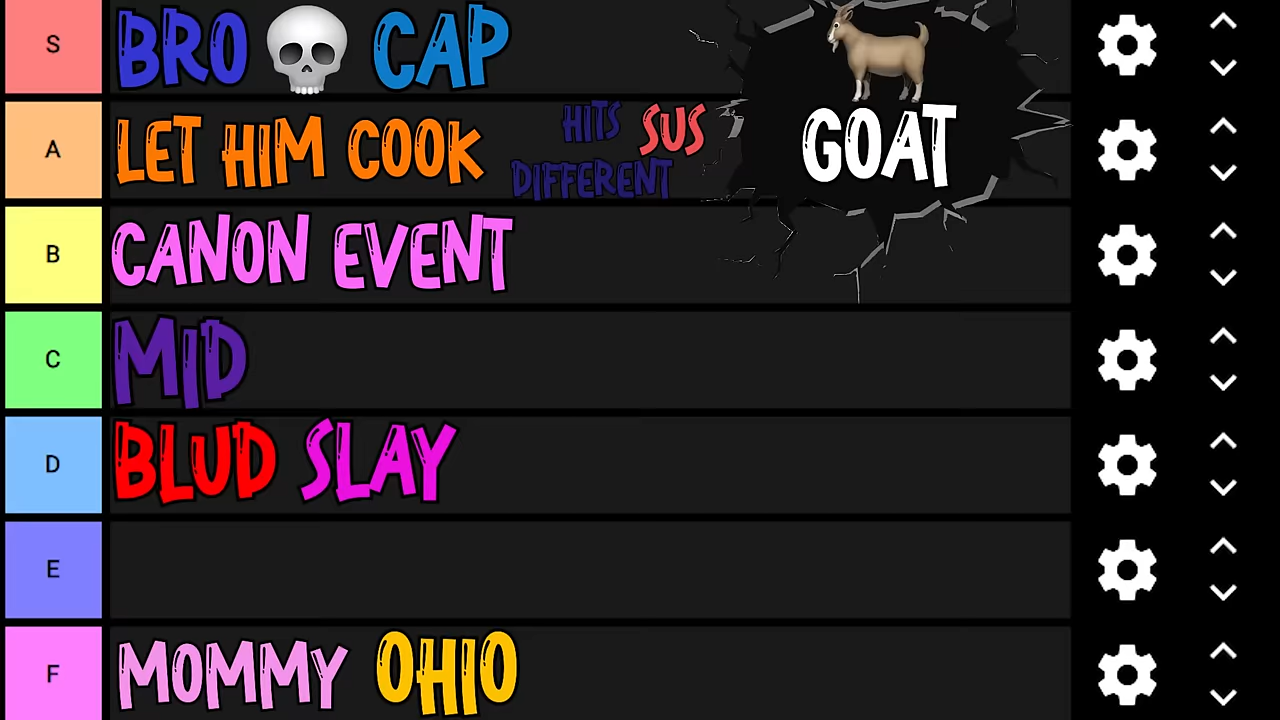 S BRO 💀 CAP
A LET HIM COOK HITS DIFFERENT SUS GOAT
B CANON EVENT
C MID
D BLUD SLAY
E
F MOMMY OHIO